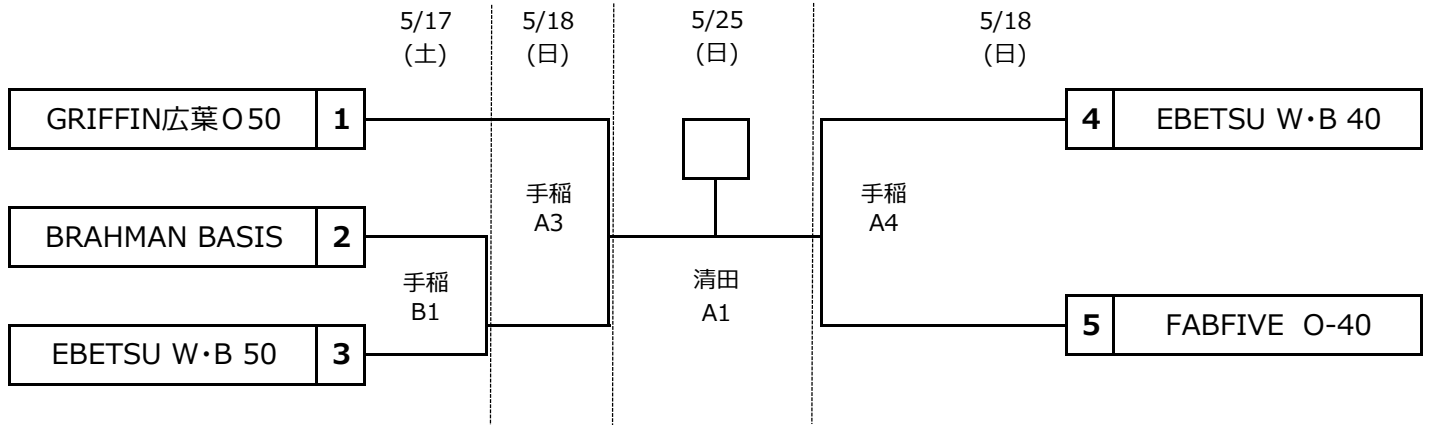 5/17
(土)
5/18
(日)
5/25
(日)
5/18
(日)
GRIFFIN広葉O50 1
4 EBETSU W・B 40
手稲
A3
手稲
A4
BRAHMAN BASIS 2
手稲
B1
清田
A1
EBETSU W・B 50 3
5 FABFIVE O-40